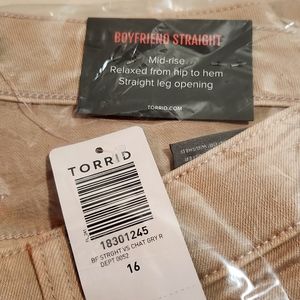 BOYFRIEND STRAIGHT
Mid-rise
Relaxed from hip to hem
Straight leg opening
TORRID.COM
TORRID
18301245
BF STRGHT VS CHAT GRY R
DEPT 0052
16